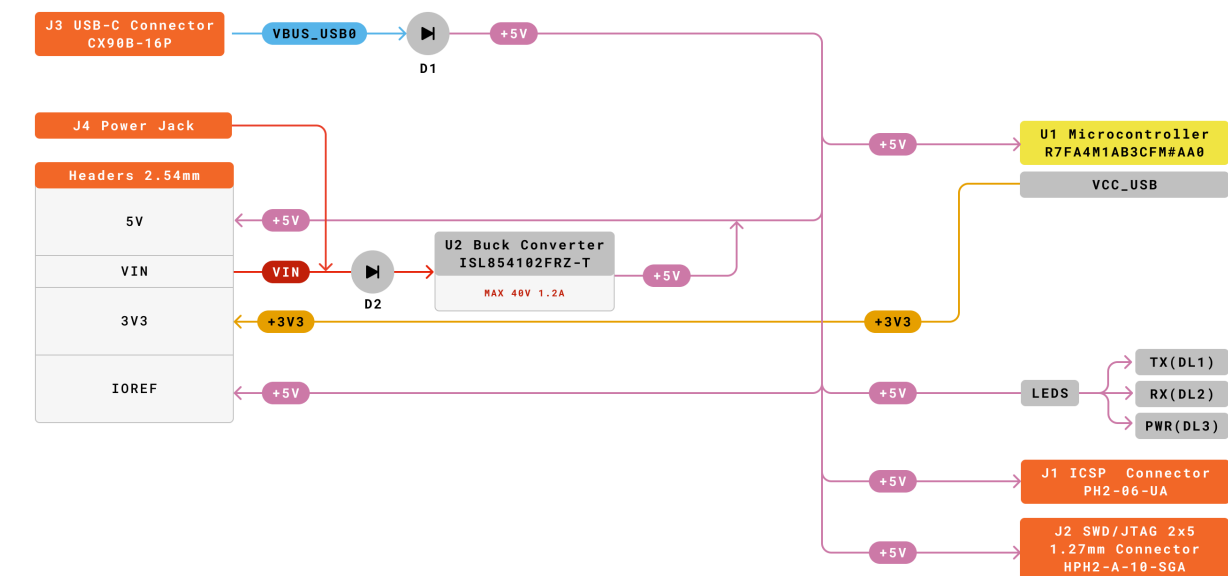 J3 USB-C Connector
CX90B-16P
VBUS_USB0
+5V
D1
J4 Power Jack
Headers 2.54mm
5V
+5V
VIN
VIN
D2
U2 Buck Converter
ISL854102FRZ-T
MAX 40V 1.2A
+5V
3V3
+3V3
+3V3
IOREF
+5V
+5V
U1 Microcontroller
R7FA4M1AB3CFM#AA0
VCC_USB
+5V
LEDS
TX(DL1)
RX(DL2)
PWR(DL3)
+5V
J1 ICSP Connector
PH2-06-UA
+5V
J2 SWD/JTAG 2x5
1.27mm Connector
HPH2-A-10-SGA